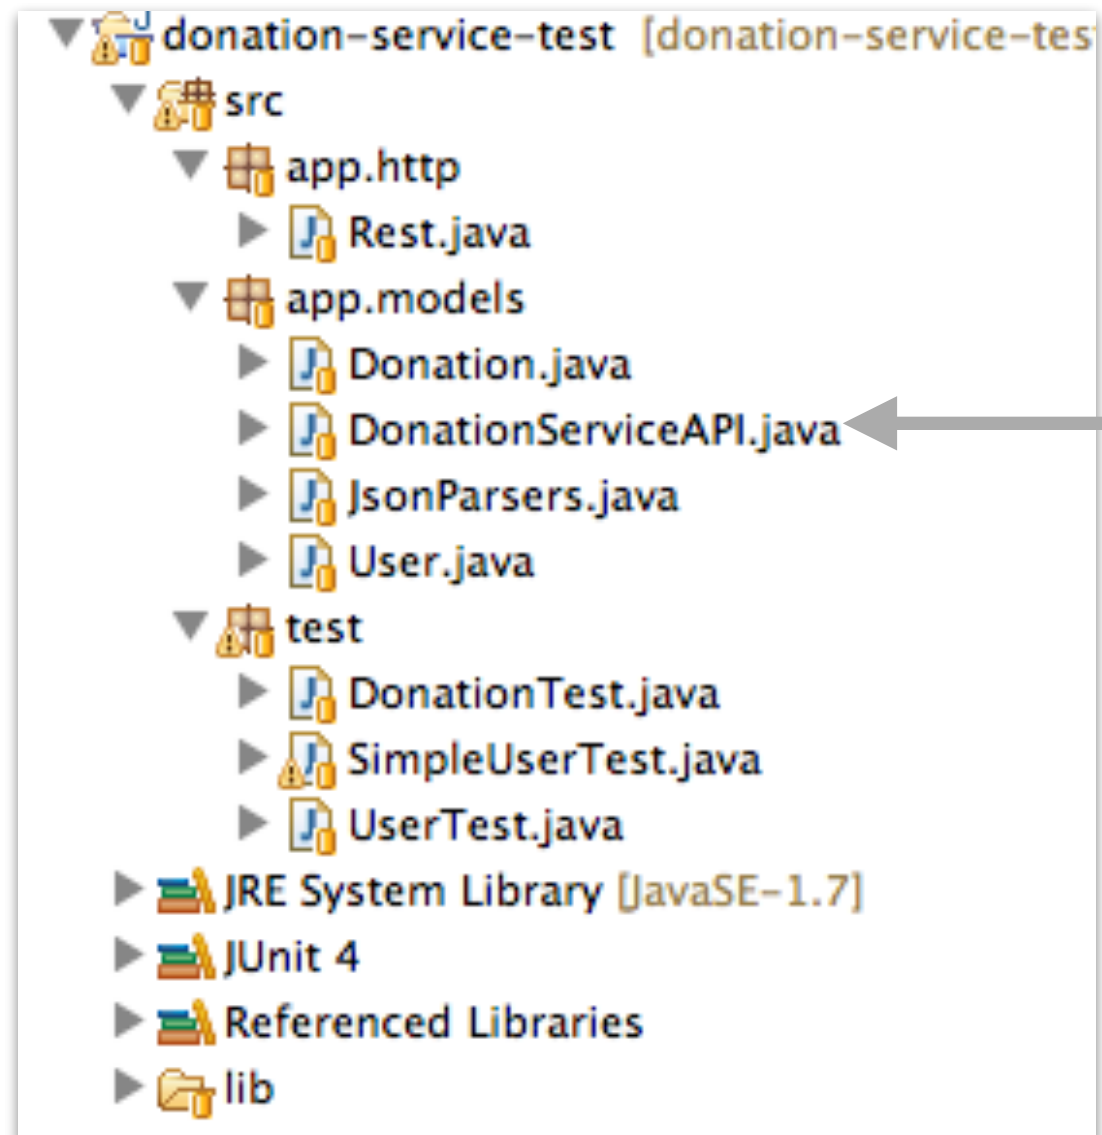 donation-service-test [donation-service-tes
src
app.http
Rest.java
app.models
Donation.java
DonationServiceAPI.java
JsonParsers.java
User.java
test
DonationTest.java
SimpleUserTest.java
UserTest.java
JRE System Library [JavaSE-1.7]
JUnit 4
Referenced Libraries
lib